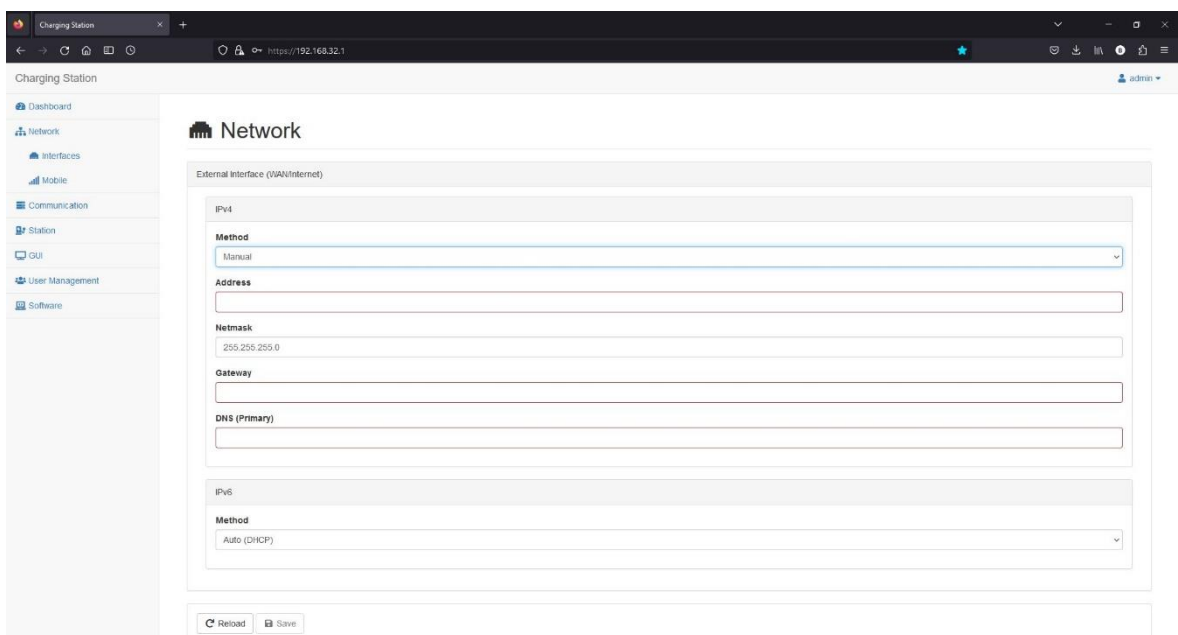 Charging Station
https://192.168.32.1
Charging Station
admin
Dashboard
Network
Interfaces
Mobile
Communication
Station
GUI
User Management
Software
Network
External Interface (WAN/Internet)
IPv4
Method
Manual
Address
Netmask
255.255.255.0
Gateway
DNS (Primary)
IPv6
Method
Auto (DHCP)
Reload Save